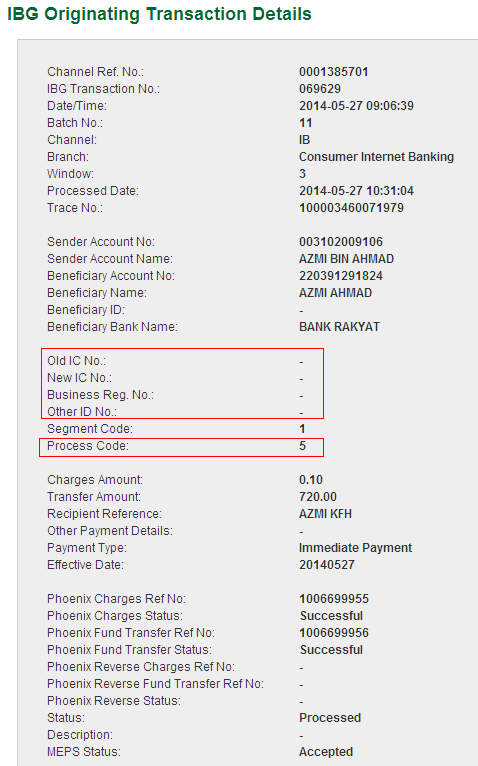 IBG Originating Transaction Details
Channel Ref. No.: 0001385701
IBG Transaction No.: 069629
Date/Time: 2014-05-27 09:06:39
Batch No.: 11
Channel: IB
Branch: Consumer Internet Banking
Window: 3
Processed Date: 2014-05-27 10:31:04
Trace No.: 100003460071979
Sender Account No: 003102009106
Sender Account Name: AZMI BIN AHMAD
Beneficiary Account No: 220391291824
Beneficiary Name: AZMI AHMAD
Beneficiary ID: -
Beneficiary Bank Name: BANK RAKYAT
Old IC No.: -
New IC No.: -
Business Reg. No.: -
Other ID No.: -
Segment Code: 1
Process Code: 5
Charges Amount: 0.10
Transfer Amount: 720.00
Recipient Reference: AZMI KFH
Other Payment Details: -
Payment Type: Immediate Payment
Effective Date: 20140527
Phoenix Charges Ref No: 1006699955
Phoenix Charges Status: Successful
Phoenix Fund Transfer Ref No: 1006699956
Phoenix Fund Transfer Status: Successful
Phoenix Reverse Charges Ref No: -
Phoenix Reverse Fund Transfer Ref No: -
Phoenix Reverse Status: -
Status: Processed
Description: -
MEPS Status: Accepted